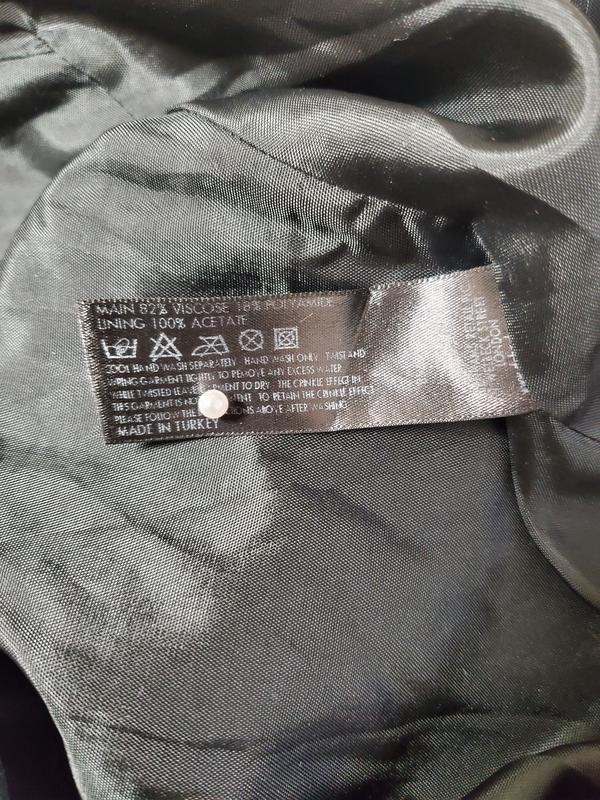 MAIN 82% VISCOSE 18% POLYAMIDE
LINING 100% ACETATE
COOL HAND WASH SEPARATELY. HAND WASH ONLY. TWIST AND
WRING GARMENT TIGHTLY TO REMOVE ANY EXCESS WATER
WHILE TWISTED LEAVE GARMENT TO DRY THE CRINKLE EFFECT IN
THIS GARMENT IS TO RETAIN THE CRINKLE EFFECT
PLEASE FOLLOW THE ABOVE AFTER WASHING.
MADE IN TURKEY
STREET
LONDON